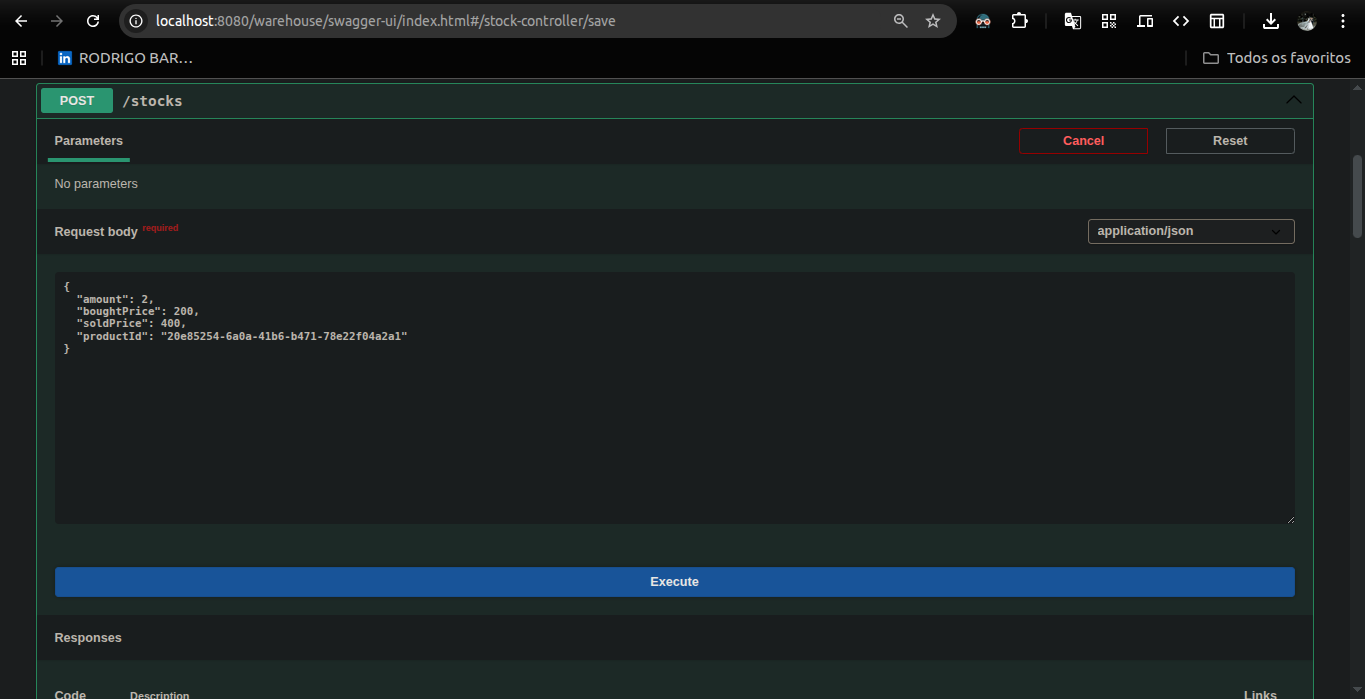 localhost:8080/warehouse/swagger-ui/index.html#/stock-controller/save
in RODRIGO BAR...
Todos os favoritos
POST /stocks
Parameters
Cancel
Reset
No parameters
Request body required
application/json
{
"amount": 2,
"boughtPrice": 200,
"soldPrice": 400,
"productId": "20e85254-6a0a-41b6-b471-78e22f04a2a1"
}
Execute
Responses
Code Description Links